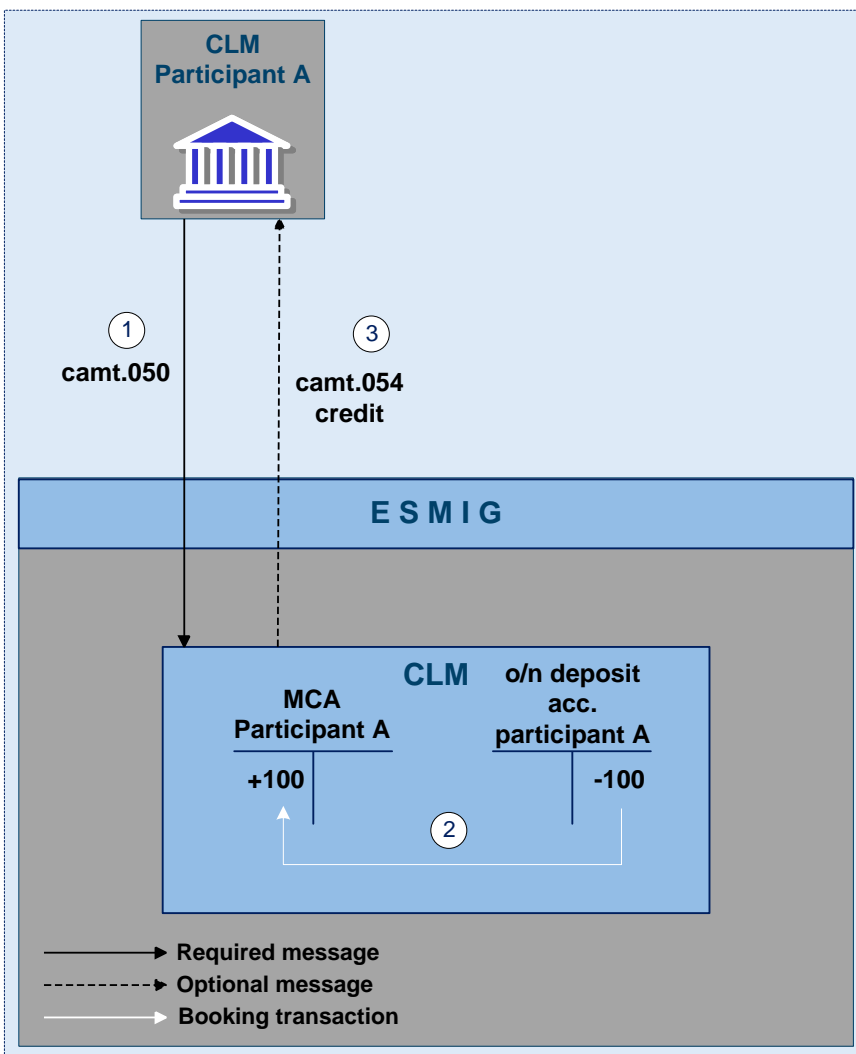 CLM
Participant A
1
camt.050
3
camt.054
credit
E S M I G
CLM
MCA
Participant A
o/n deposit
acc.
participant A
+100
-100
2
Required message
Optional message
Booking transaction